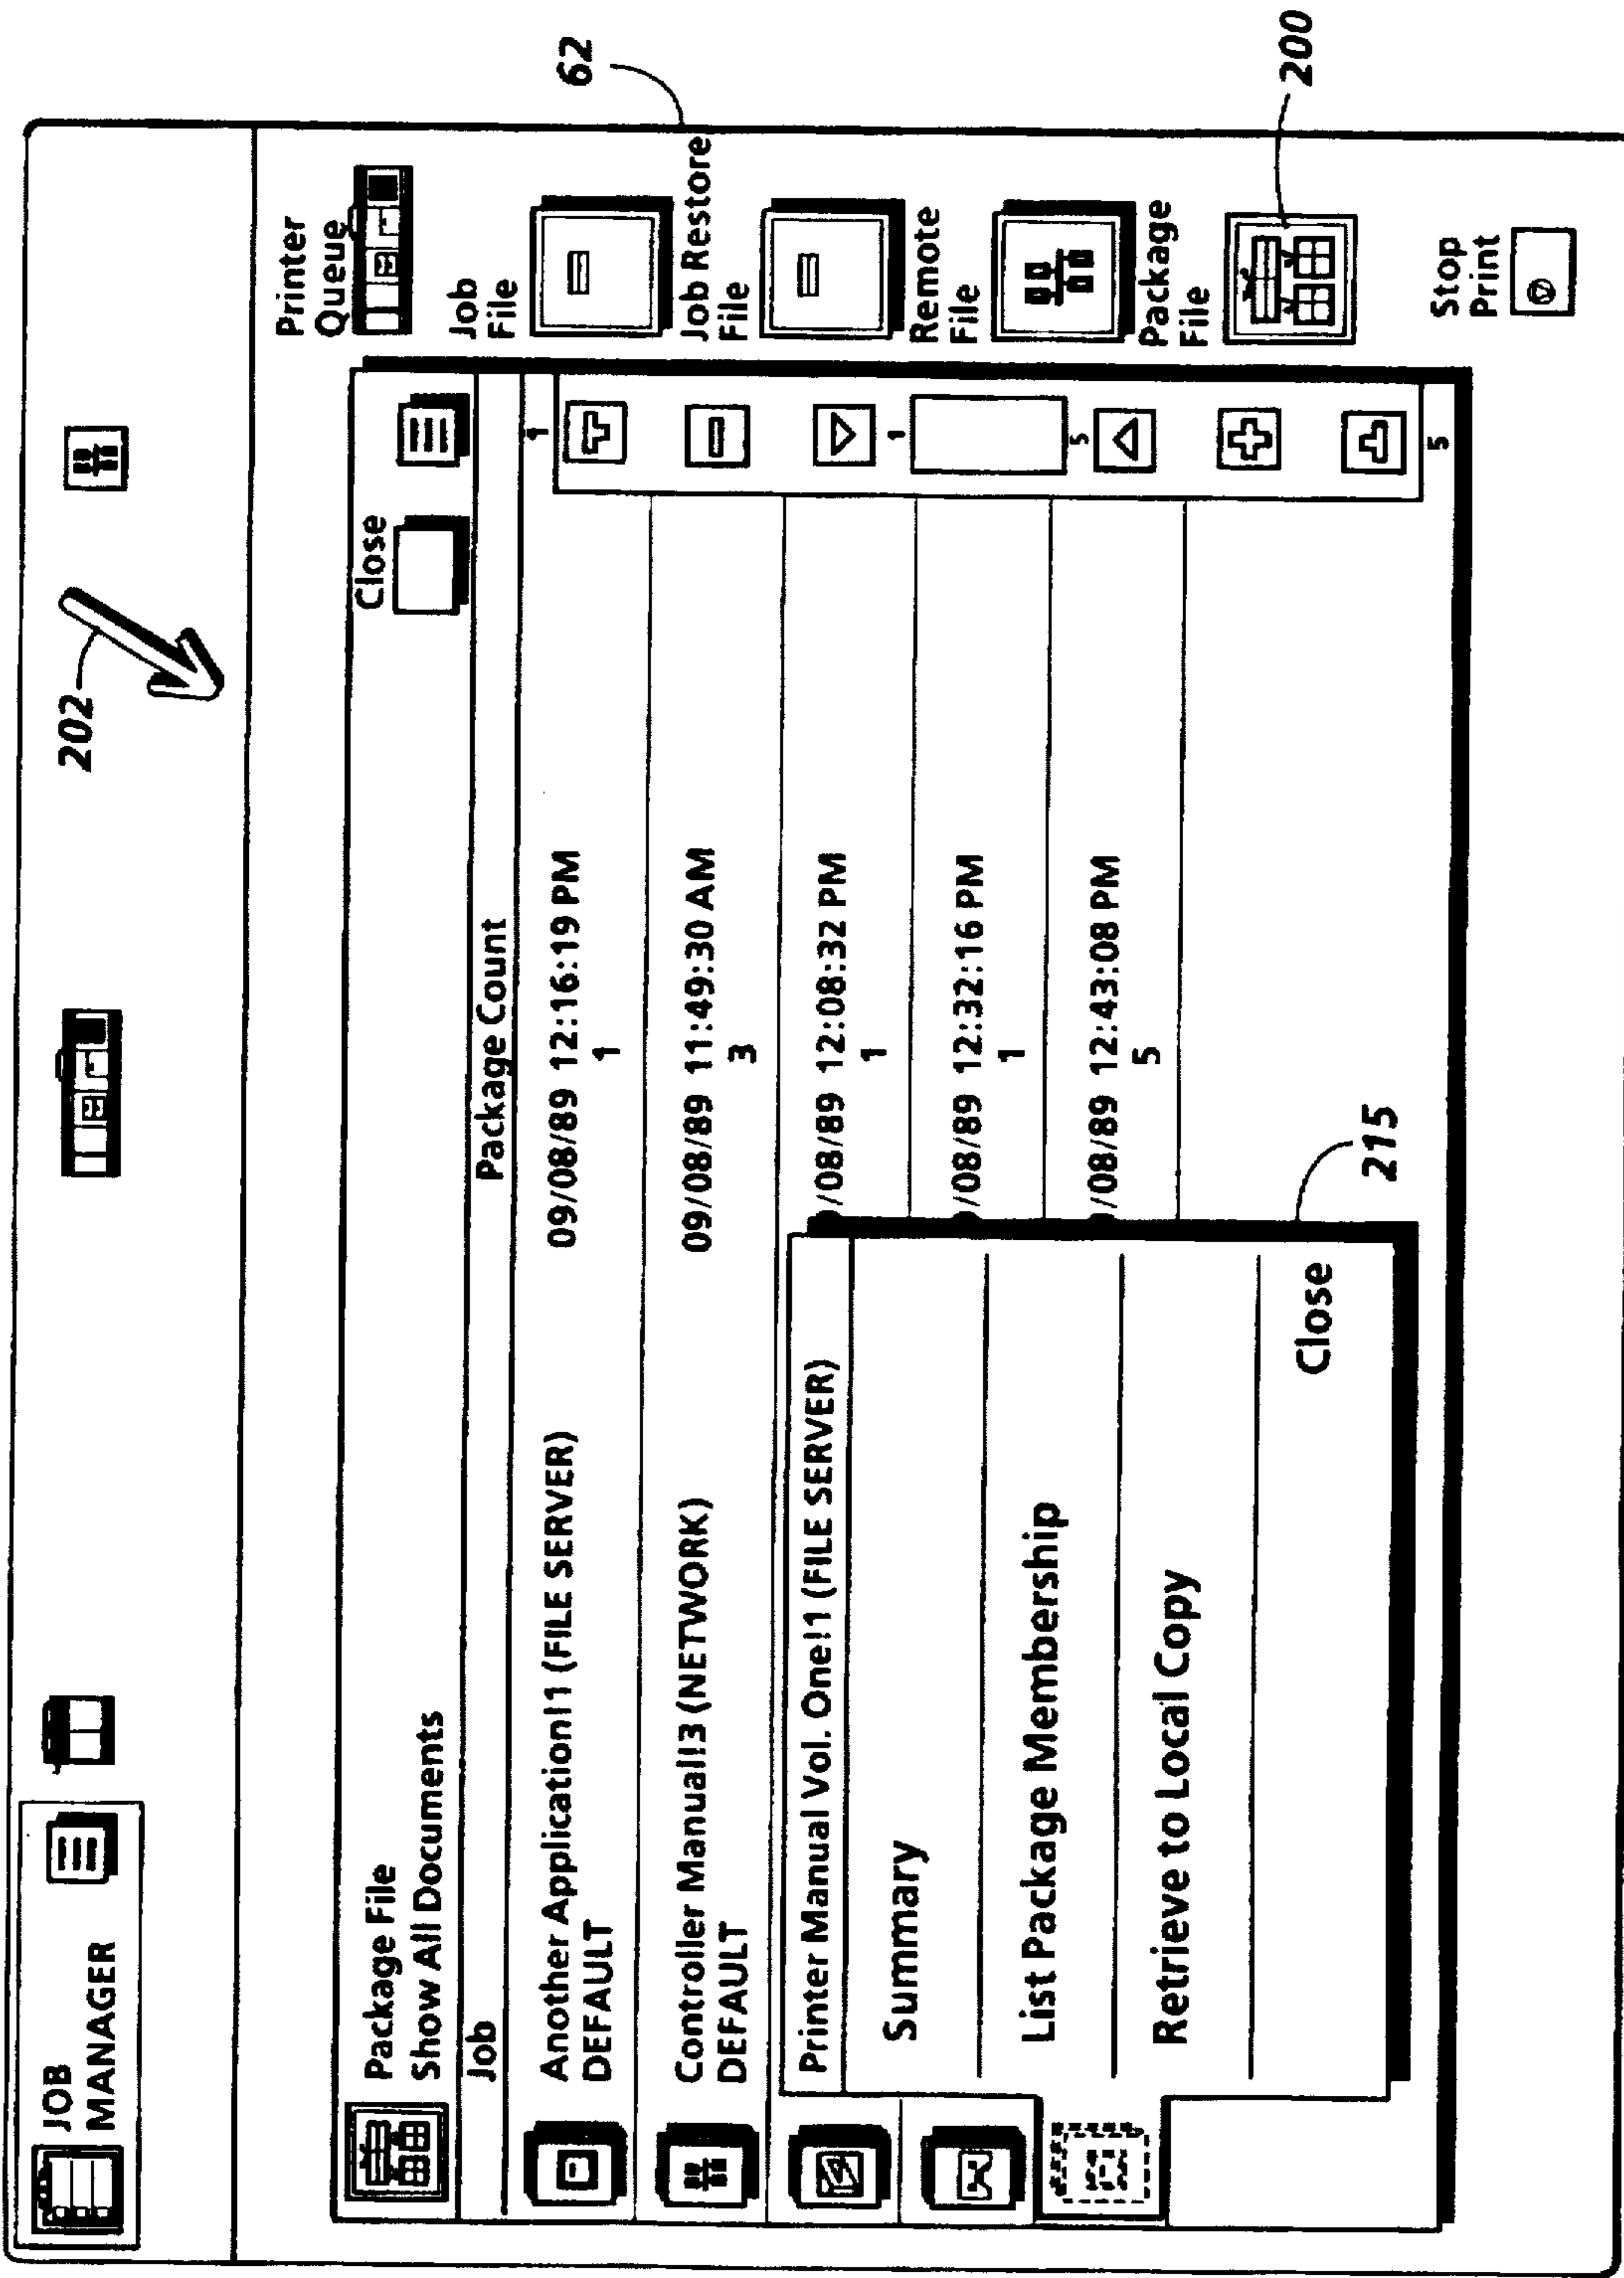 JOB
MANAGER
202
62
Package File
Show All Documents
Close
Printer
Queue
Job
Package Count
Job
File
Another Application!1 (FILE SERVER)
09/08/89 12:16:19 PM
DEFAULT
1
1
Controller Manual!3 (NETWORK)
09/08/89 11:49:30 AM
DEFAULT
3
Job Restore
File
Printer Manual Vol. One!1 (FILE SERVER)
/08/89 12:08:32 PM
1
1
Summary
Remote
File
/08/89 12:32:16 PM
1
List Package Membership
5
/08/89 12:43:08 PM
5
Retrieve to Local Copy
Package
File
200
Close
215
5
Stop
Print